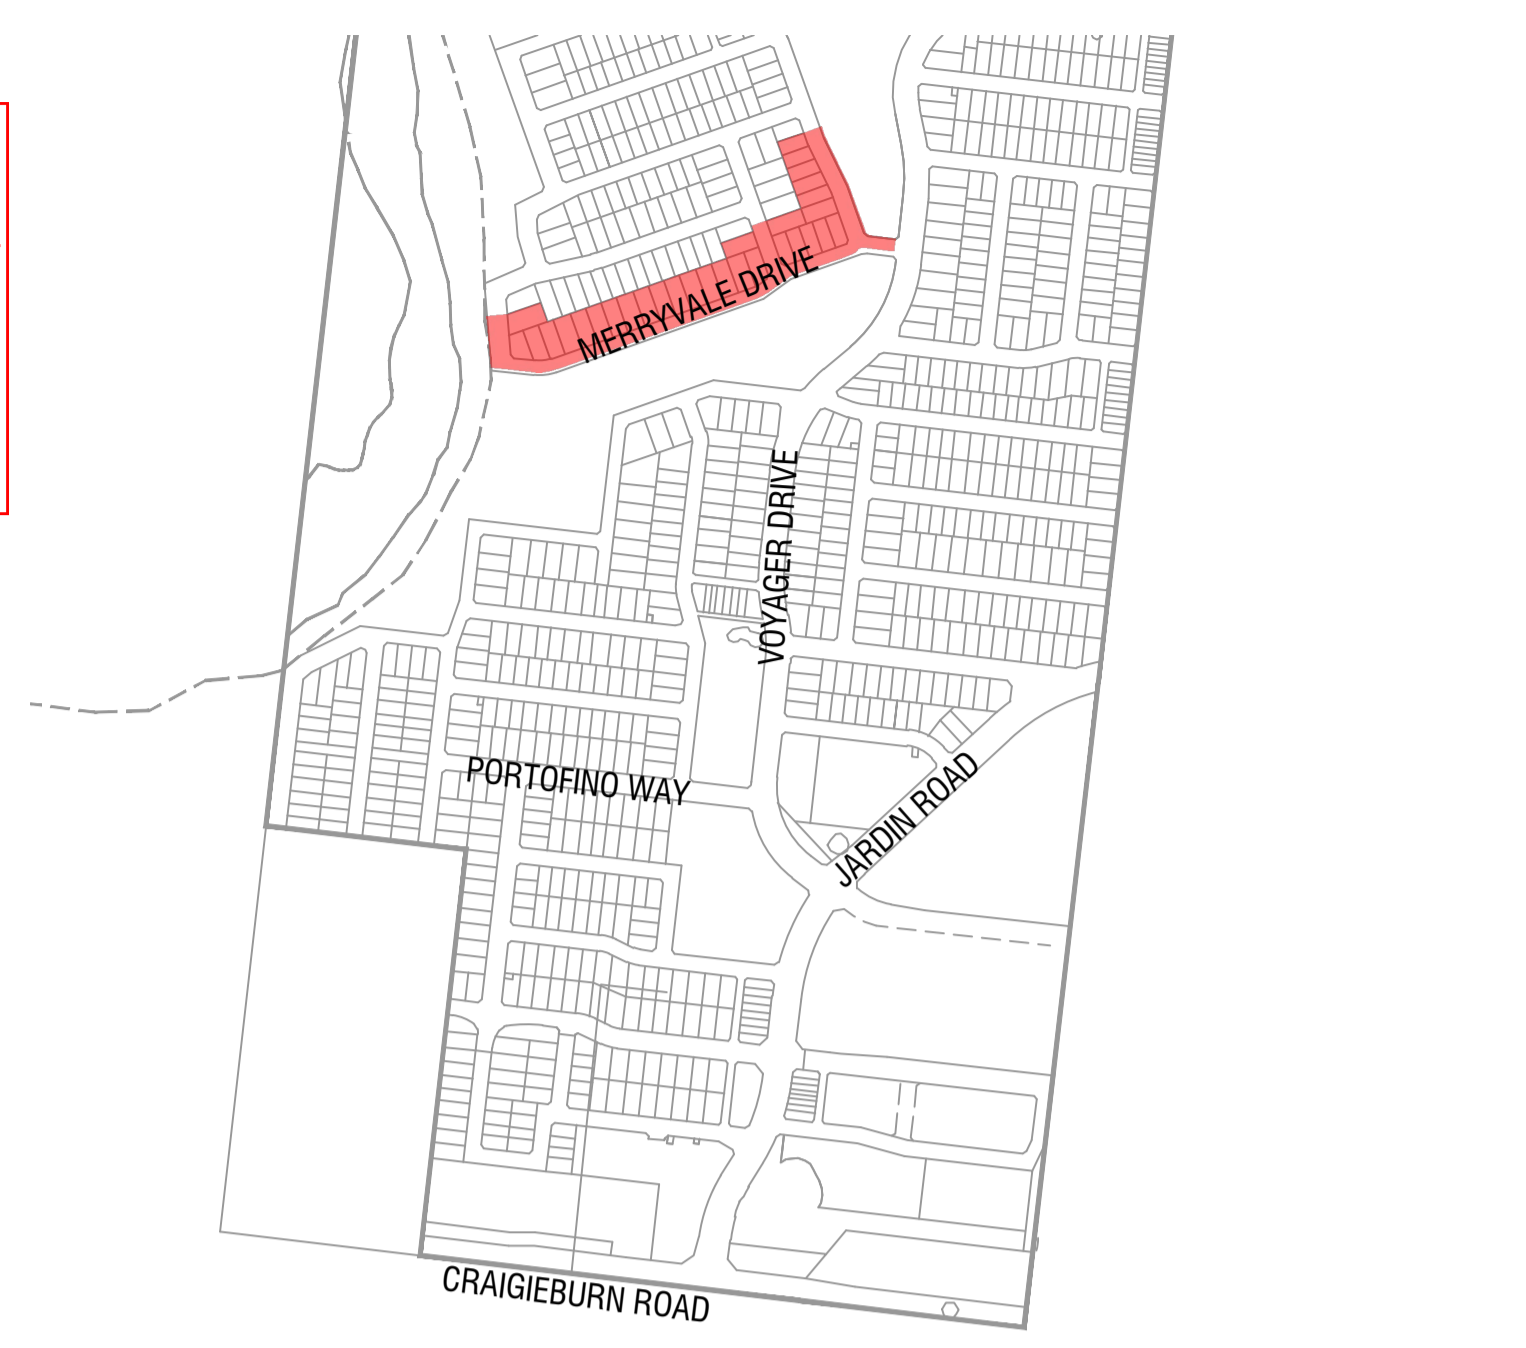 MERRYVALE DRIVE
VOYAGER DRIVE
PORTOFINO WAY
JARDIN ROAD
CRAIGIEBURN ROAD